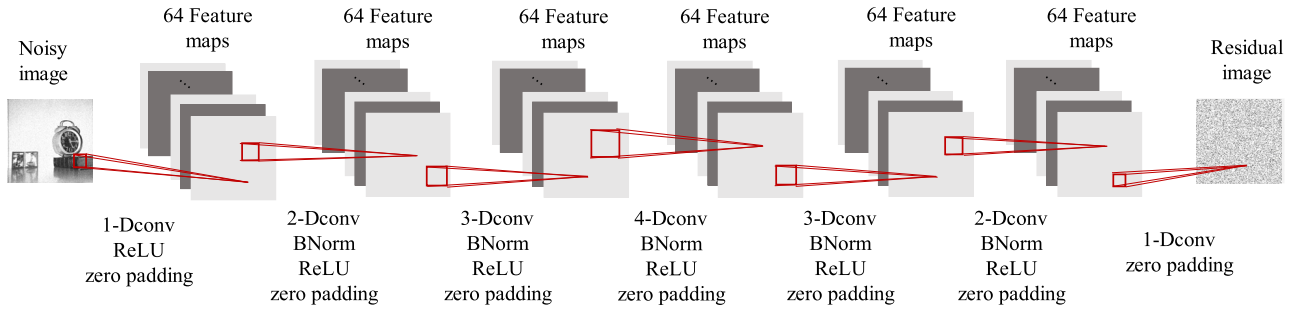 Noisy
image
64 Feature
maps
64 Feature
maps
64 Feature
maps
64 Feature
maps
64 Feature
maps
64 Feature
maps
Residual
image
1-Dconv
ReLU
zero padding
2-Dconv
BNorm
ReLU
zero padding
3-Dconv
BNorm
ReLU
zero padding
4-Dconv
BNorm
ReLU
zero padding
3-Dconv
BNorm
ReLU
zero padding
2-Dconv
BNorm
ReLU
zero padding
1-Dconv
zero padding